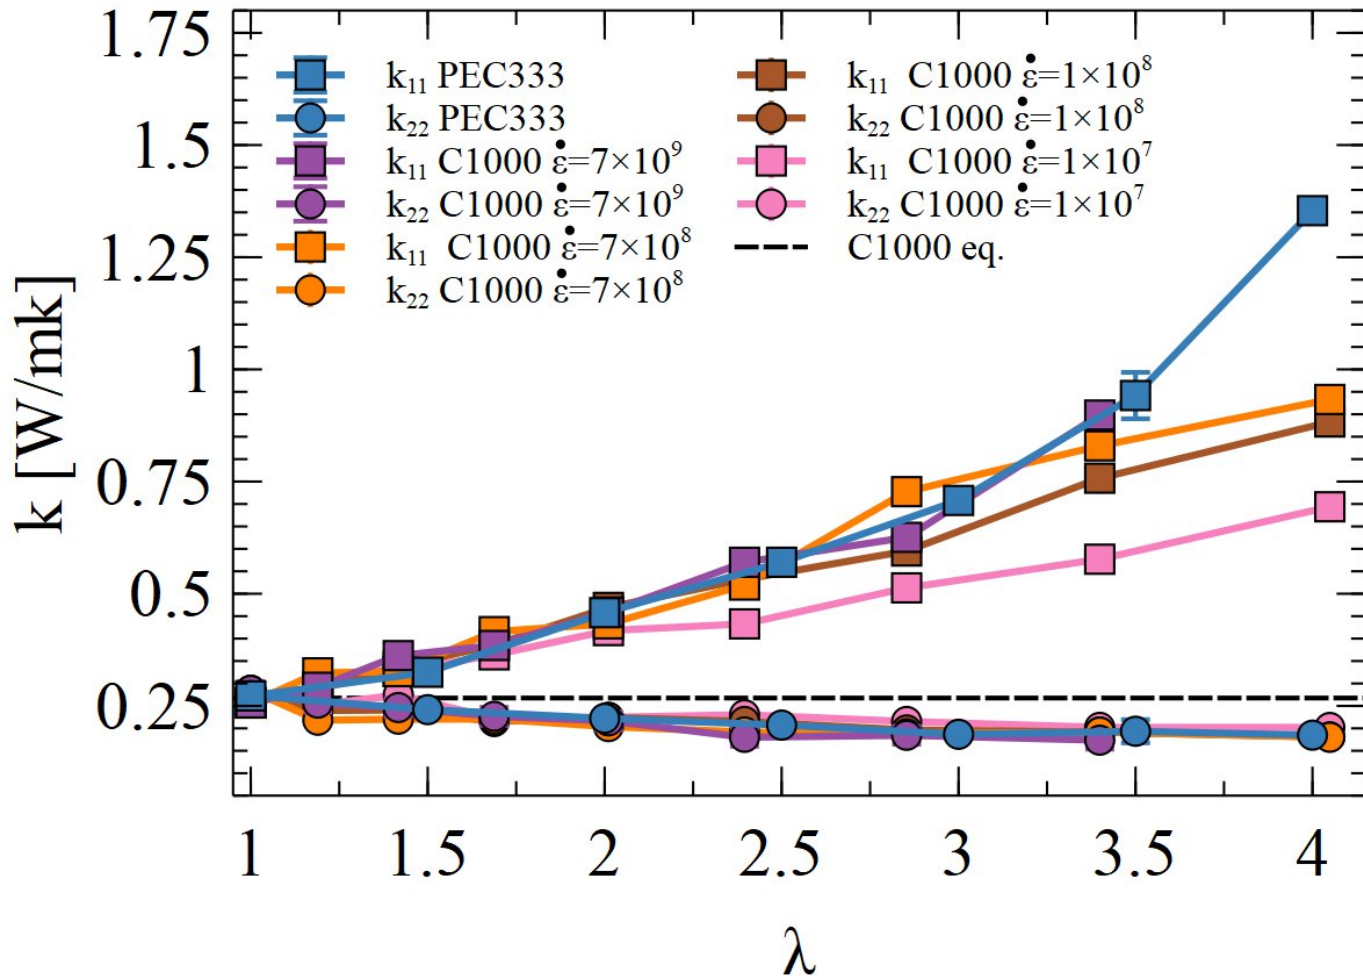 1.75
1.5
1.25
1
0.75
0.5
0.25
k [W/mk]
k₁₁ PEC333
k₂₂ PEC333
k₁₁ C1000 ε̇=7×10⁹
k₂₂ C1000 ε̇=7×10⁹
k₁₁ C1000 ε̇=7×10⁸
k₂₂ C1000 ε̇=7×10⁸
k₁₁ C1000 ε̇=1×10⁸
k₂₂ C1000 ε̇=1×10⁸
k₁₁ C1000 ε̇=1×10⁷
k₂₂ C1000 ε̇=1×10⁷
C1000 eq.
1 1.5 2 2.5 3 3.5 4
λ